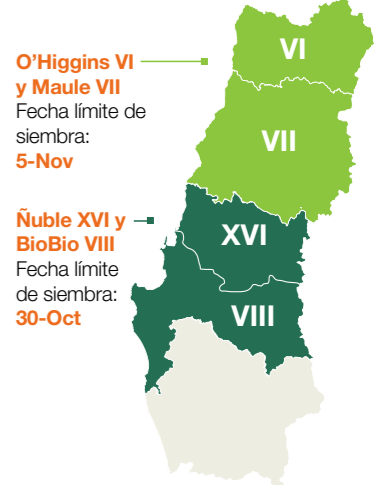 O'Higgins VI
y Maule VII
Fecha límite de
siembra:
5-Nov
Ñuble XVI y
BioBio VIII
Fecha límite
de siembra:
30-Oct
VI
VII
XVI
VIII